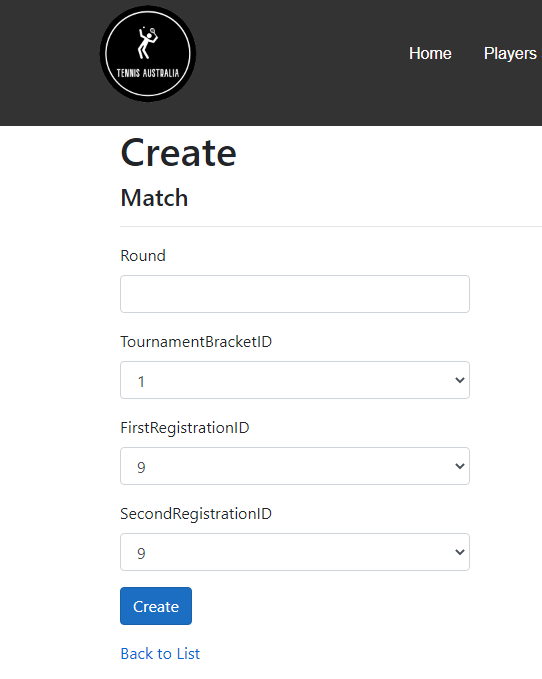 TENNIS AUSTRALIA
Home Players
Create
Match
Round
TournamentBracketID
1
FirstRegistrationID
9
SecondRegistrationID
9
Create
Back to List